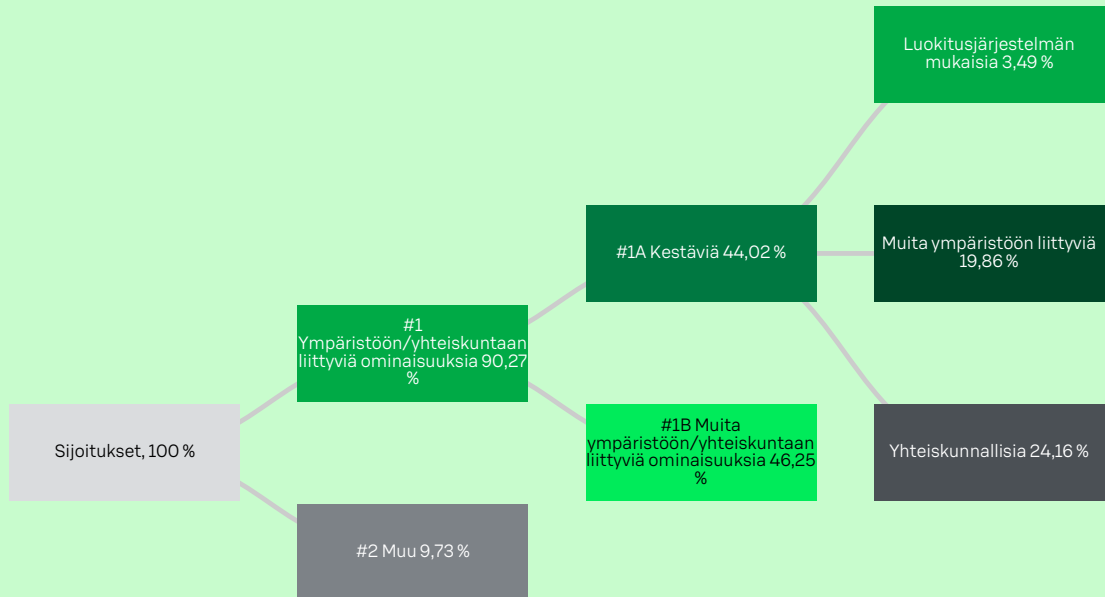 Luokitusjärjestelmän
mukaisia 3,49 %
#1A Kestäviä 44,02 %
Muita ympäristöön liittyviä
19,86 %
#1
Ympäristöön/yhteiskuntaan
liittyviä ominaisuuksia 90,27
%
Sijoitukset, 100 %
#1B Muita
ympäristöön/yhteiskuntaan
liittyviä ominaisuuksia 46,25
%
Yhteiskunnallisia 24,16 %
#2 Muu 9,73 %